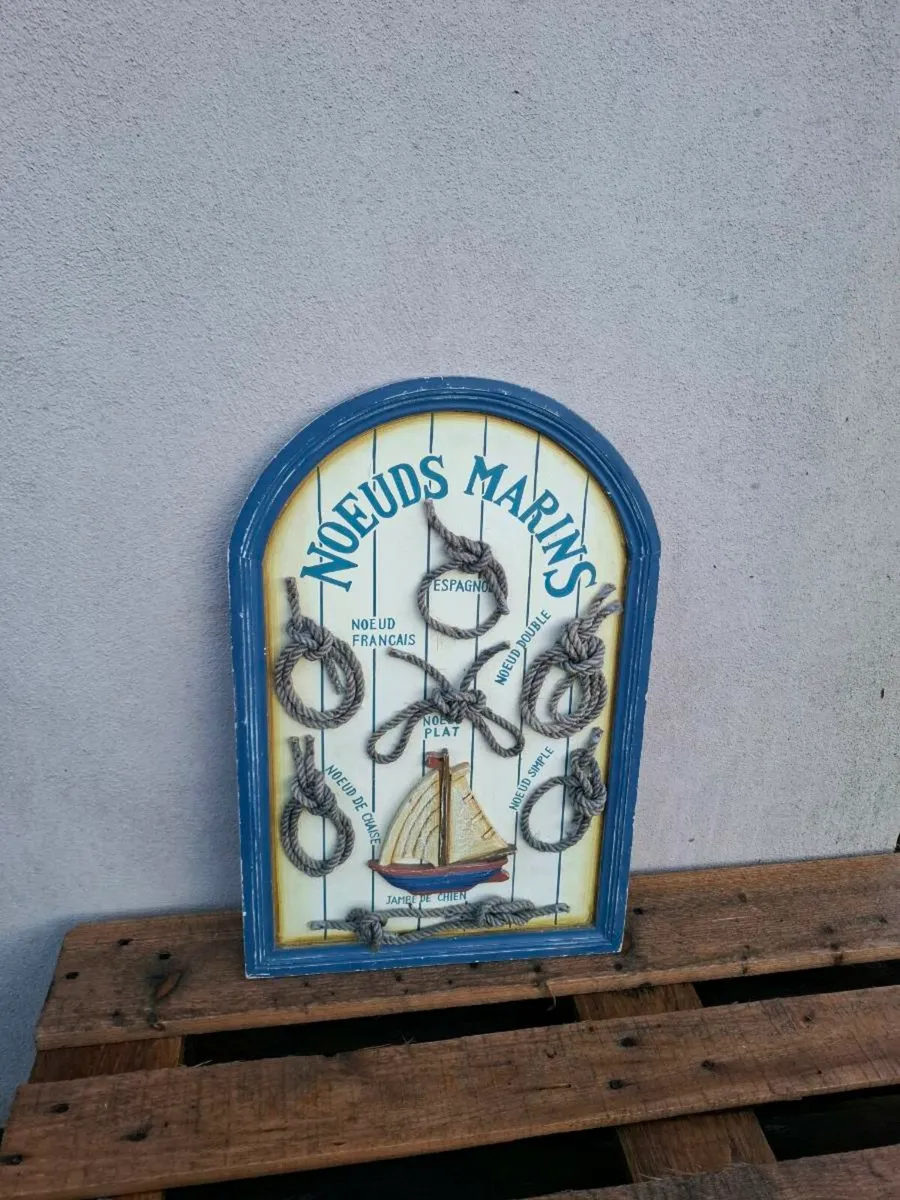 NOEUDS MARINS
ESPAGNOL
NOEUD
FRANCAIS
NOEUD DOUBLE
NOEUD
PLAT
NOEUD DE CHAISE
NOEUD SIMPLE
JAMBE DE CHIEN